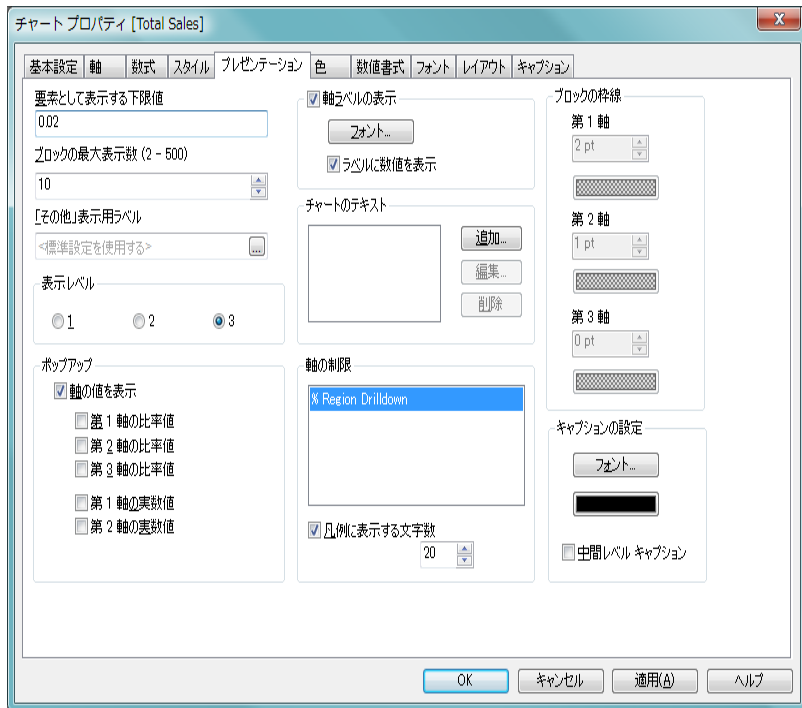 チャート プロパティ [Total Sales]
基本設定 軸 数式 スタイル プレゼンテーション 色 数値書式 フォント レイアウト キャプション
要素として表示する下限値
0.02
ブロックの最大表示数 (2 - 500)
10
「その他」表示用ラベル
<標準設定を使用する> ...
表示レベル
1 2 3
ポップアップ
軸の値を表示
第 1 軸の比率値
第 2 軸の比率値
第 3 軸の比率値
第 1 軸の実数値
第 2 軸の実数値
軸ラベルの表示
フォント...
ラベルに数値を表示
チャートのテキスト
追加...
編集...
削除
軸の制限
% Region Drilldown
凡例に表示する文字数
20
ブロックの枠線
第 1 軸
2 pt
第 2 軸
1 pt
第 3 軸
0 pt
キャプションの設定
フォント...
中間レベル キャプション
OK キャンセル 適用(A) ヘルプ